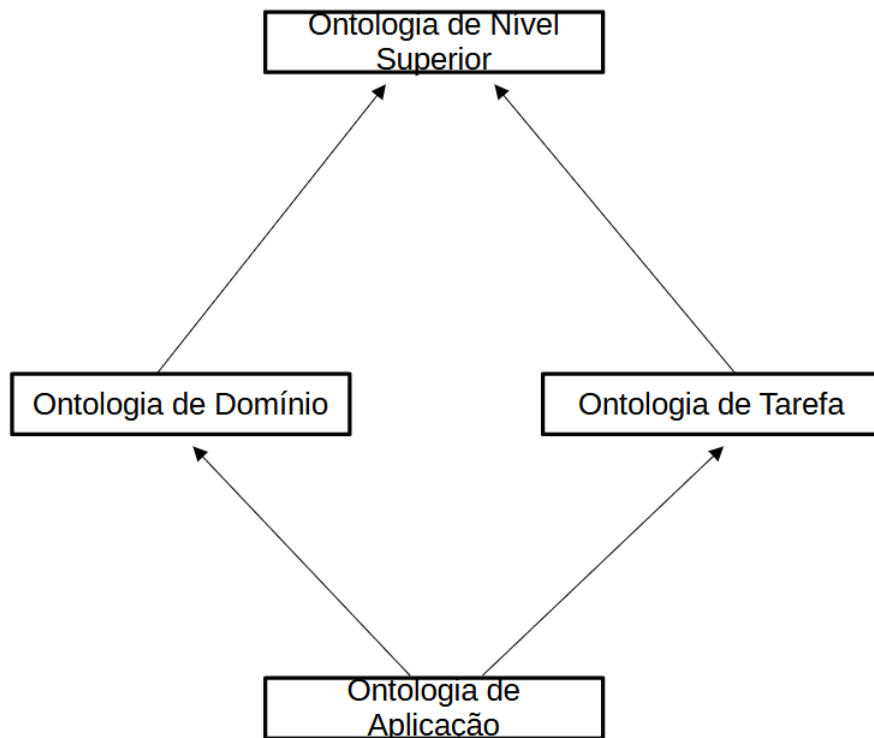 Ontologia de Nível
Superior
Ontologia de Domínio
Ontologia de Tarefa
Ontologia de
Aplicação